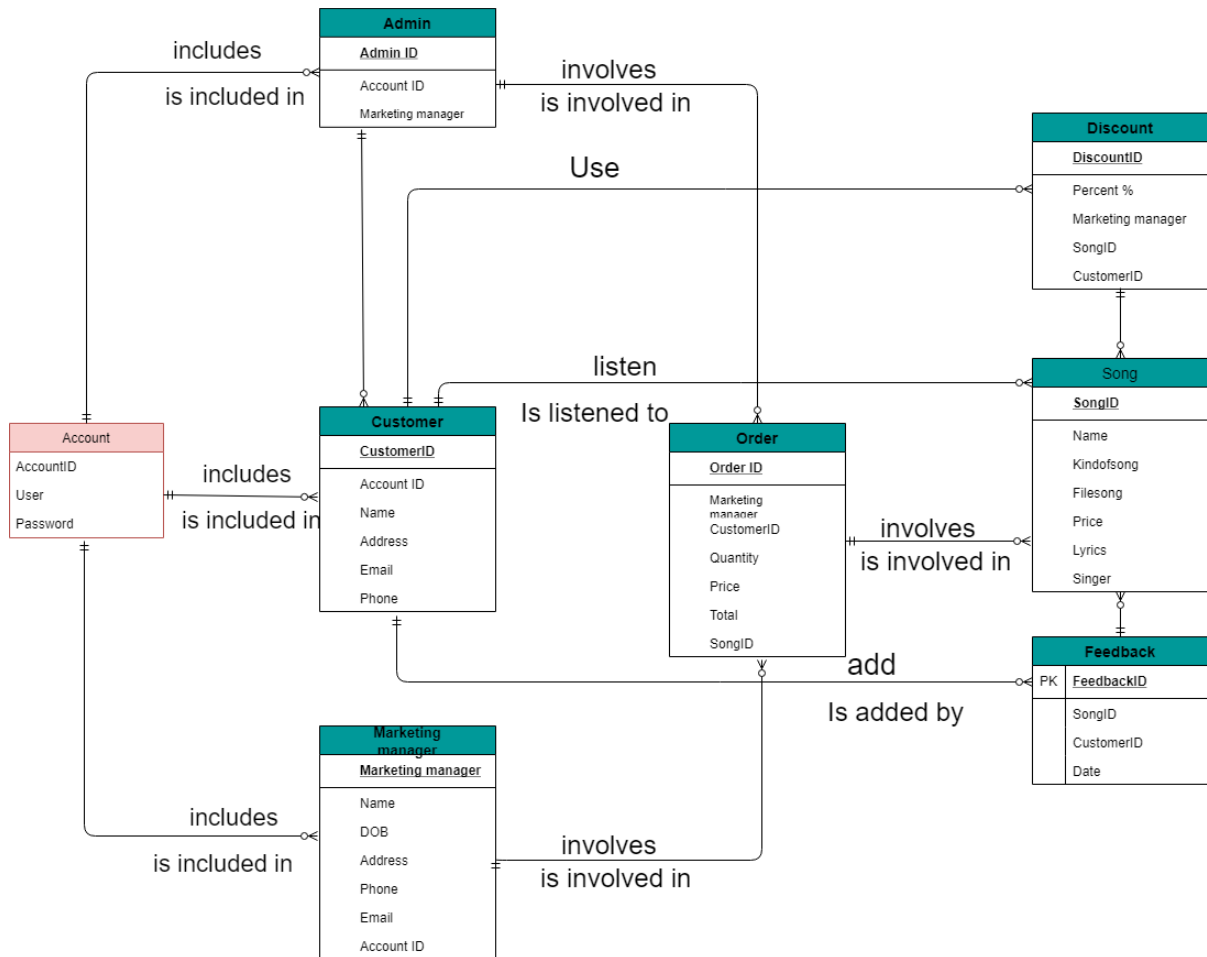 Admin
Admin ID
Account ID
Marketing manager
includes
is included in
involves
is involved in
Use
Discount
DiscountID
Percent %
Marketing manager
SongID
CustomerID
listen
Is listened to
Account
AccountID
User
Password
includes
is included in
Customer
CustomerID
Account ID
Name
Address
Email
Phone
Order
Order ID
Marketing
manager
CustomerID
Quantity
Price
Total
SongID
involves
is involved in
Song
SongID
Name
Kindofsong
Filesong
Price
Lyrics
Singer
add
Is added by
Feedback
PK
FeedbackID
SongID
CustomerID
Date
includes
is included in
Marketing
manager
Marketing manager
Name
DOB
Address
Phone
Email
Account ID
involves
is involved in